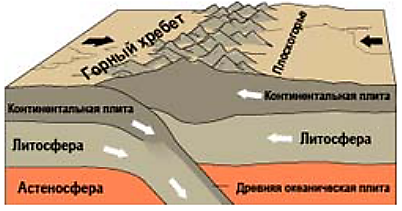 Горный хребет
Плоскогорье
Континентальная плита
Континентальная плита
Литосфера
Литосфера
Астеносфера
Древняя океаническая плита